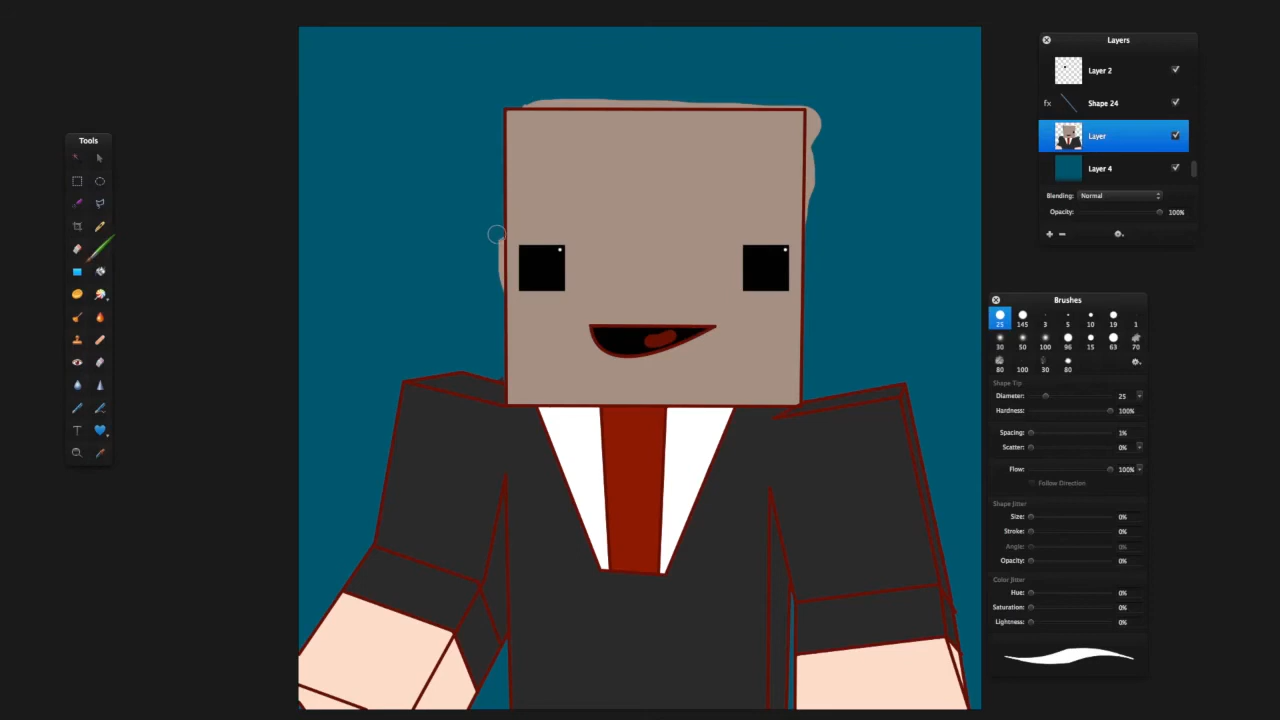 Tools
Layers
Layer 2
fx Shape 24
Layer
Layer 4
Blending: Normal
Opacity: 100%
Brushes
25 145 3 5 10 19 1
30 50 100 96 15 63 70
80 100 30 80
Shape Tip
Diameter: 25
Hardness: 100%
Spacing: 1%
Scatter: 0%
Flow: 100%
Follow Direction
Shape Jitter
Size: 0%
Stroke: 0%
Angle: 0%
Opacity: 0%
Color Jitter
Hue: 0%
Saturation: 0%
Lightness: 0%